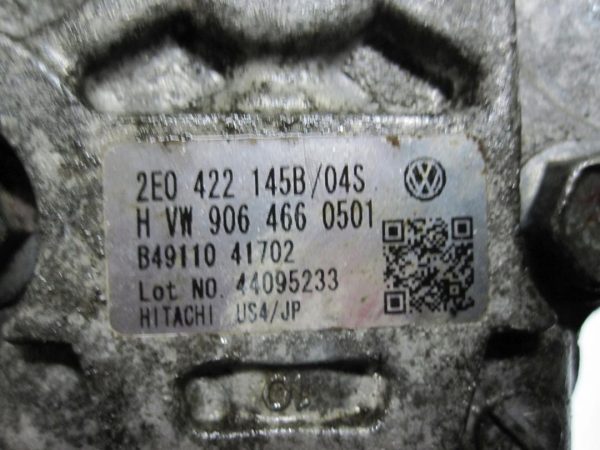 2E0 422 145B/04S
H VW 906 466 0501
B49110 41702
Lot NO. 44095233
HITACHI US4/JP